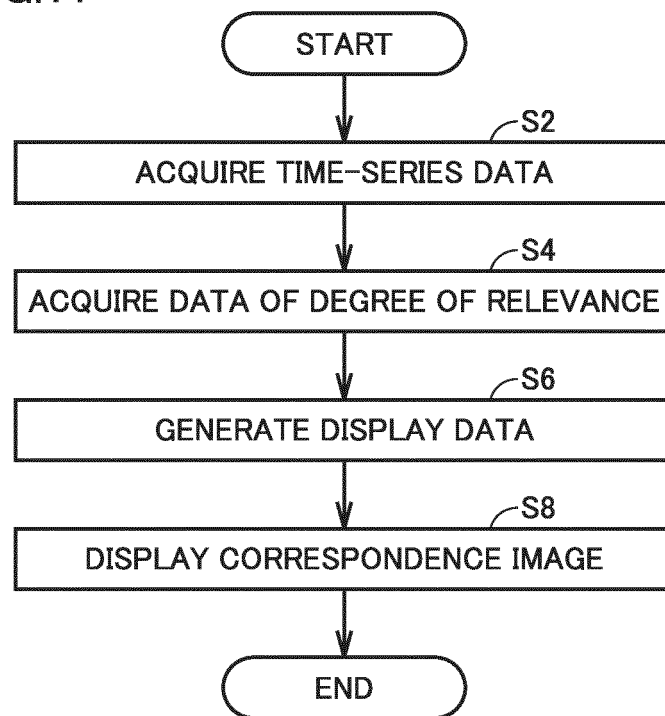 START
S2
ACQUIRE TIME-SERIES DATA
S4
ACQUIRE DATA OF DEGREE OF RELEVANCE
S6
GENERATE DISPLAY DATA
S8
DISPLAY CORRESPONDENCE IMAGE
END